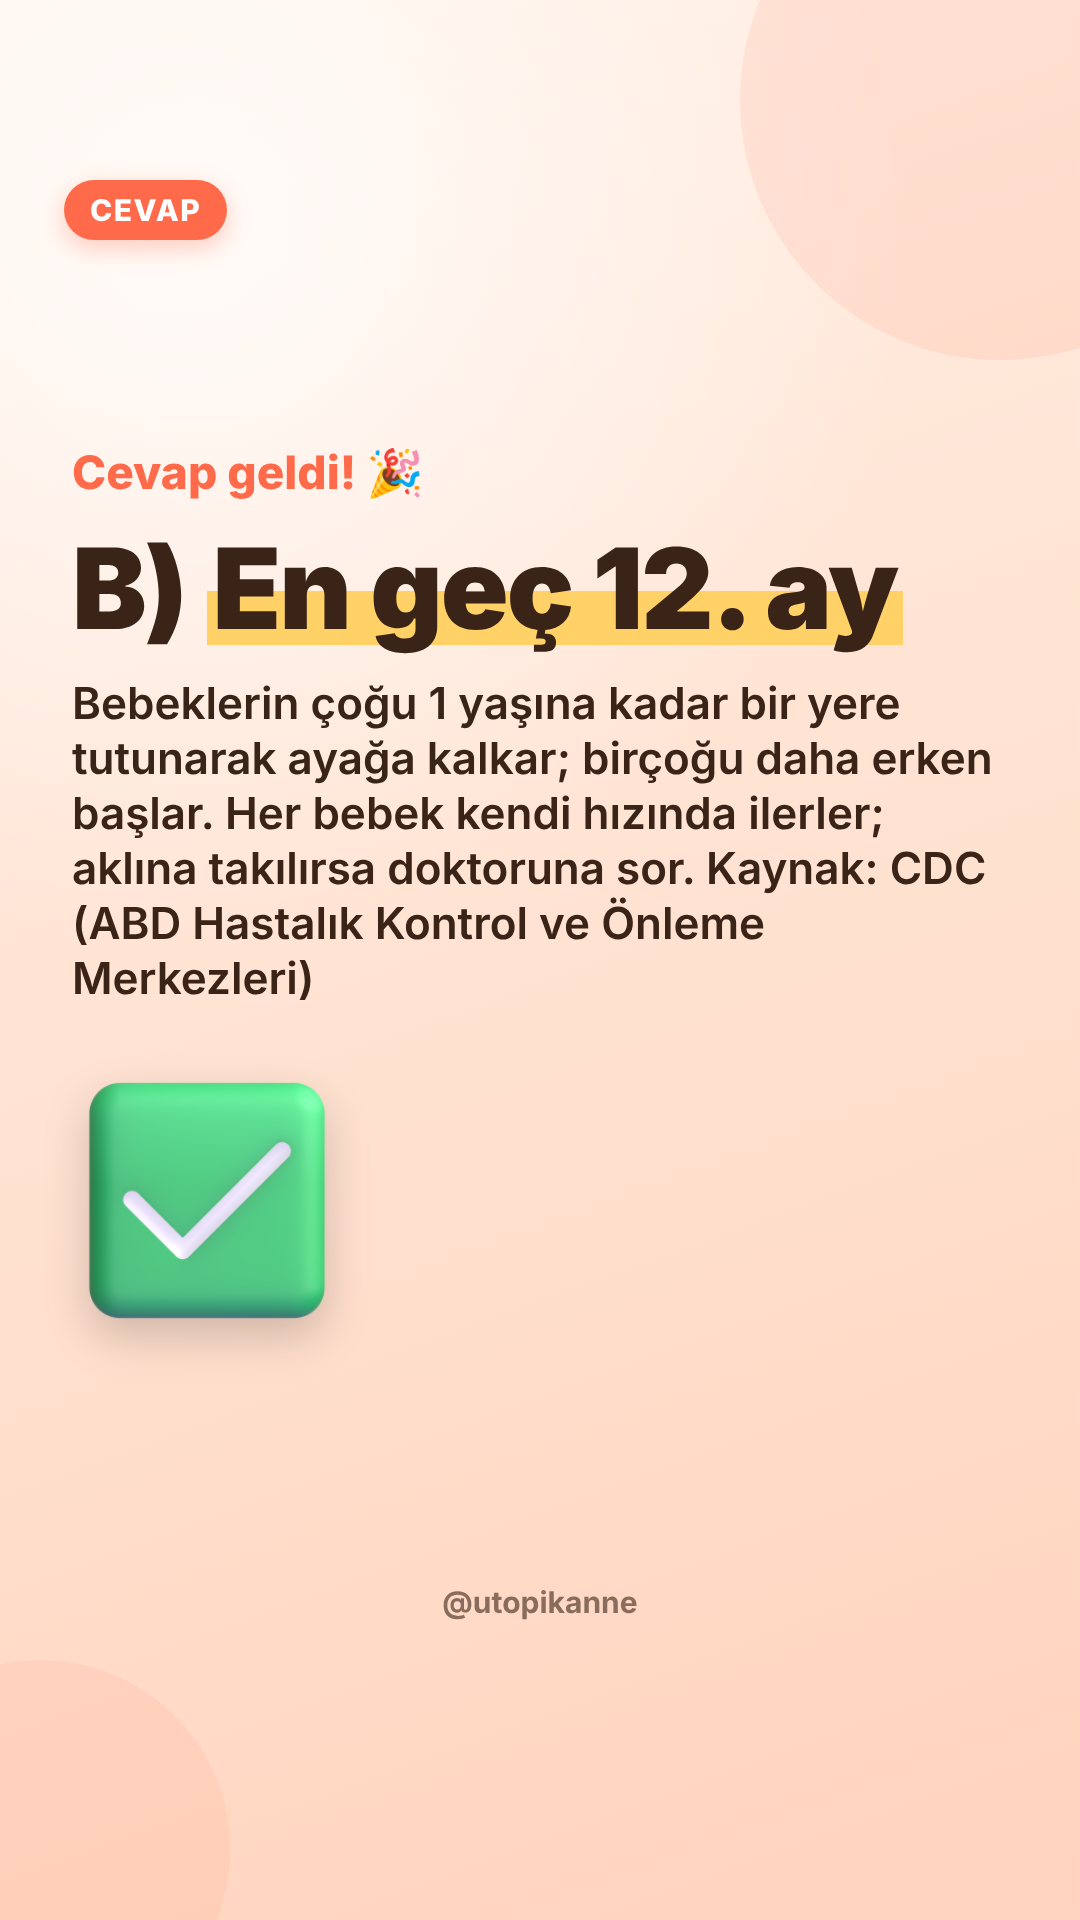 CEVAP
Cevap geldi! 🎉
B) En geç 12. ay
Bebeklerin çoğu 1 yaşına kadar bir yere
tutunarak ayağa kalkar; birçoğu daha erken
başlar. Her bebek kendi hızında ilerler;
aklına takılırsa doktoruna sor. Kaynak: CDC
(ABD Hastalık Kontrol ve Önleme
Merkezleri)
@utopikanne